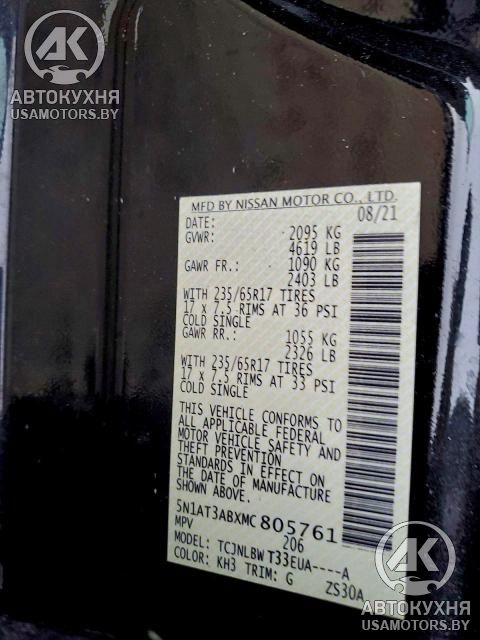 АК
АВТОКУХНЯ
USAMOTORS.BY
MFD BY NISSAN MOTOR CO., LTD.
DATE: 08/21
GVWR: 2095 KG
4619 LB
GAWR FR.: 1090 KG
2403 LB
WITH 235/65R17 TIRES
17 x 7.5 RIMS AT 36 PSI
COLD SINGLE
GAWR RR.: 1055 KG
2326 LB
WITH 235/65R17 TIRES
17 x 7.5 RIMS AT 33 PSI
COLD SINGLE
THIS VEHICLE CONFORMS TO
ALL APPLICABLE FEDERAL
MOTOR VEHICLE SAFETY AND
THEFT PREVENTION
STANDARDS IN EFFECT ON
THE DATE OF MANUFACTURE
SHOWN ABOVE.
5N1AT3ABXMC805761
MPV 206
MODEL: TCJNLBW T33EUA----A
COLOR: KH3 TRIM: G ZS30A
АК
АВТОКУХНЯ
USAMOTORS.BY